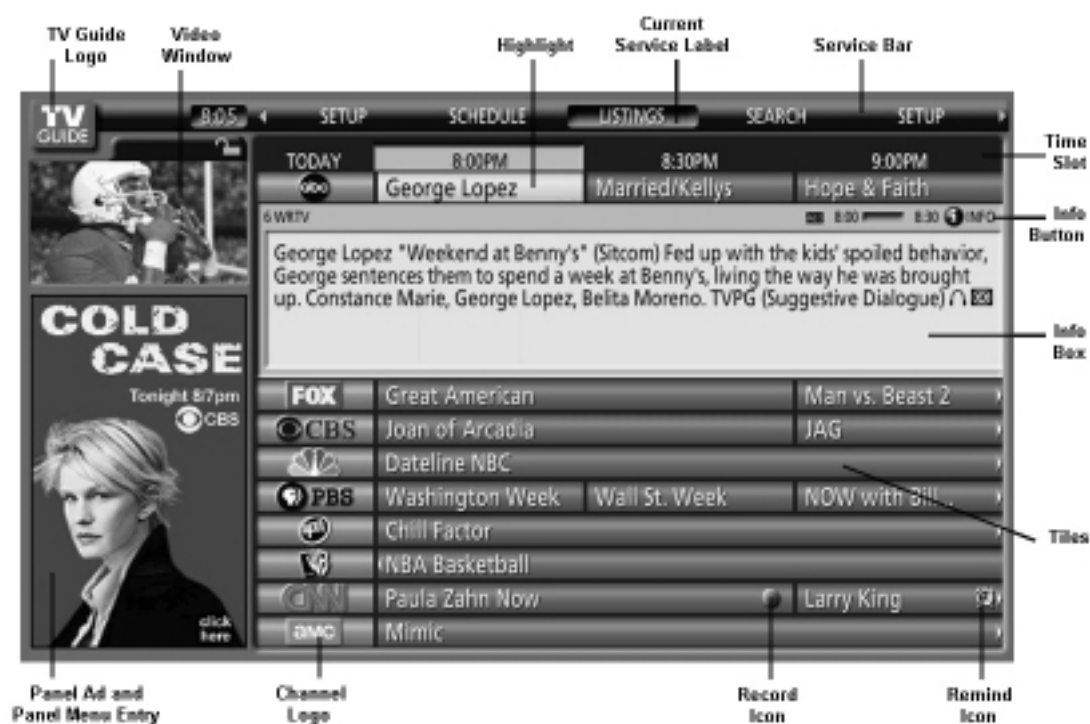 TV Guide
Logo
Video
Window
Highlight
Current
Service Label
Service Bar
TV
GUIDE
8:05
SETUP
SCHEDULE
LISTINGS
SEARCH
SETUP
Time
Slot
TODAY
8:00PM
8:30PM
9:00PM
abc
George Lopez
Married/Kellys
Hope & Faith
6 WRTV
8:00
8:30
i INFO
Info
Button
George Lopez "Weekend at Benny's" (Sitcom) Fed up with the kids' spoiled behavior,
George sentences them to spend a week at Benny's, living the way he was brought
up. Constance Marie, George Lopez, Belita Moreno. TVPG (Suggestive Dialogue)
Info
Box
COLD
CASE
Tonight 8/7pm
CBS
click
here
FOX
Great American
Man vs. Beast 2
CBS
Joan of Arcadia
JAG
Dateline NBC
PBS
Washington Week
Wall St. Week
NOW with Bill...
Tiles
Chill Factor
NBA Basketball
CNN
Paula Zahn Now
Larry King
amc
Mimic
Panel Ad and
Panel Menu Entry
Channel
Logo
Record
Icon
Remind
Icon